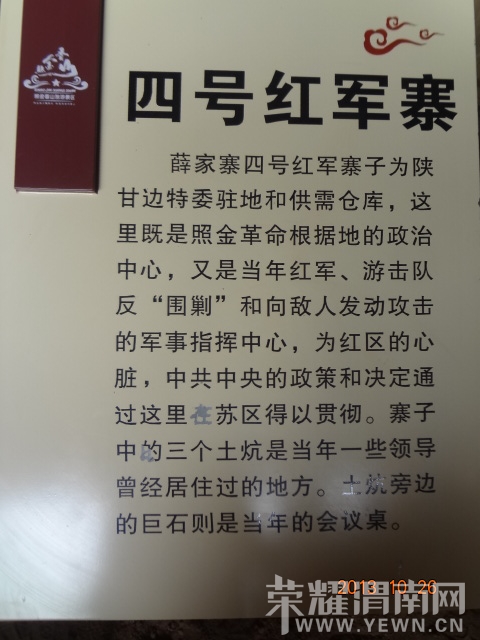 四号红军寨
薛家寨四号红军寨子为陕
甘边特委驻地和供需仓库，这
里既是照金革命根据地的政治
中心，又是当年红军、游击队
反“围剿”和向敌人发动攻击
的军事指挥中心，为红区的心
脏，中共中央的政策和决定通
过这里在苏区得以贯彻。寨子
中的三个土炕是当年一些领导
曾经居住过的地方。土炕旁边
的巨石则是当年的会议桌。
2013 10 26
荣耀渭南网
WWW.YEWN.CN